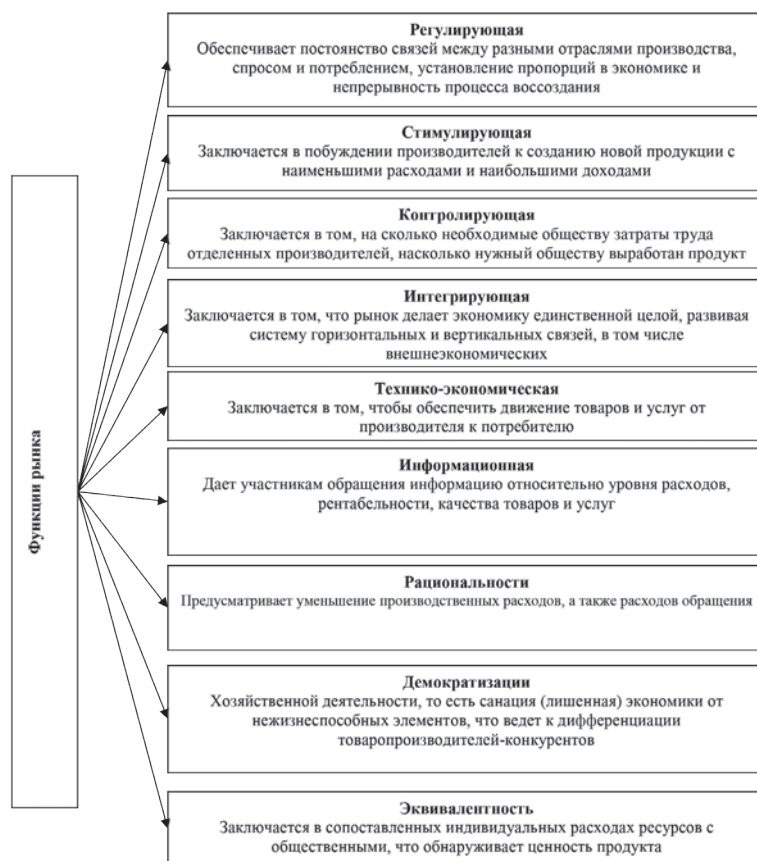 Функции рынка
Регулирующая
Обеспечивает постоянство связей между разными отраслями производства,
спросом и потреблением, установление пропорций в экономике и
непрерывность процесса воссоздания
Стимулирующая
Заключается в побуждении производителей к созданию новой продукции с
наименьшими расходами и наибольшими доходами
Контролирующая
Заключается в том, на сколько необходимые обществу затраты труда
отделенных производителей, насколько нужный обществу выработан продукт
Интегрирующая
Заключается в том, что рынок делает экономику единственной целой, развивая
систему горизонтальных и вертикальных связей, в том числе
внешнеэкономических
Технико-экономическая
Заключается в том, чтобы обеспечить движение товаров и услуг от
производителя к потребителю
Информационная
Дает участникам обращения информацию относительно уровня расходов,
рентабельности, качества товаров и услуг
Рациональности
Предусматривает уменьшение производственных расходов, а также расходов обращения
Демократизации
Хозяйственной деятельности, то есть санация (лишенная) экономики от
нежизнеспособных элементов, что ведет к дифференциации
товаропроизводителей-конкурентов
Эквивалентность
Заключается в сопоставленных индивидуальных расходах ресурсов с
общественными, что обнаруживает ценность продукта